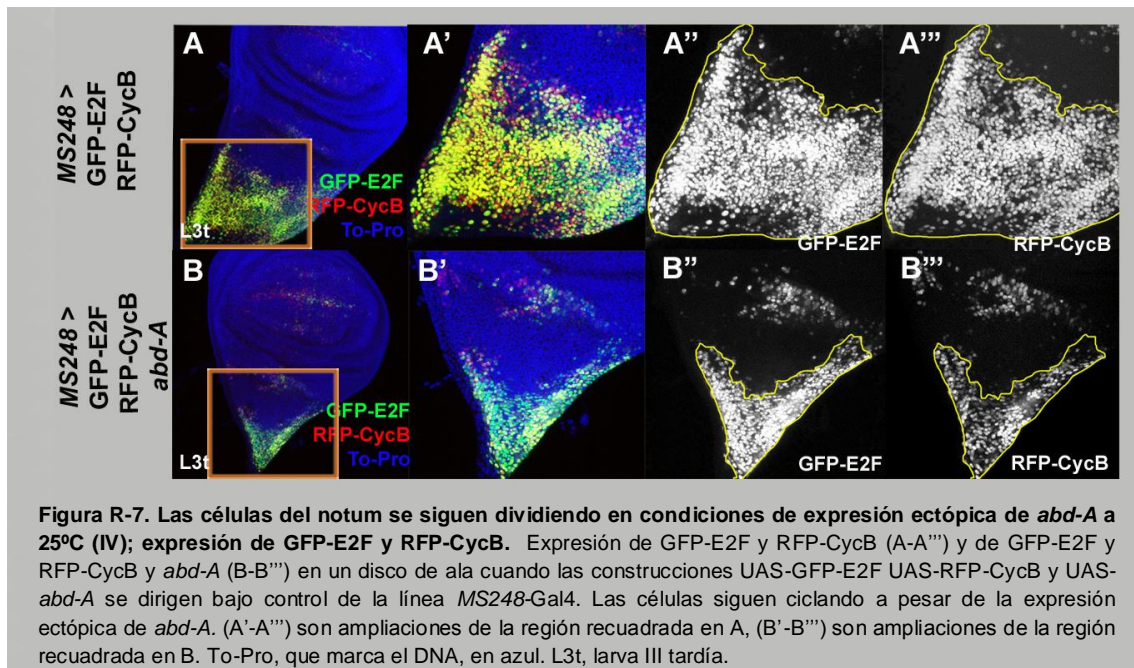 MS248 >
GFP-E2F
RFP-CycB
A
GFP-E2F
RFP-CycB
To-Pro
L3t
A'
A''
GFP-E2F
A'''
RFP-CycB
MS248 >
GFP-E2F
RFP-CycB
abd-A
B
GFP-E2F
RFP-CycB
To-Pro
L3t
B'
B''
GFP-E2F
B'''
RFP-CycB
Figura R-7. Las células del notum se siguen dividiendo en condiciones de expresión ectópica de abd-A a
25ºC (IV); expresión de GFP-E2F y RFP-CycB. Expresión de GFP-E2F y RFP-CycB (A-A''') y de GFP-E2F y
RFP-CycB y abd-A (B-B''') en un disco de ala cuando las construcciones UAS-GFP-E2F UAS-RFP-CycB y UAS-
abd-A se dirigen bajo control de la línea MS248-Gal4. Las células siguen ciclando a pesar de la expresión
ectópica de abd-A. (A'-A''') son ampliaciones de la región recuadrada en A, (B'-B''') son ampliaciones de la región
recuadrada en B. To-Pro, que marca el DNA, en azul. L3t, larva III tardía.